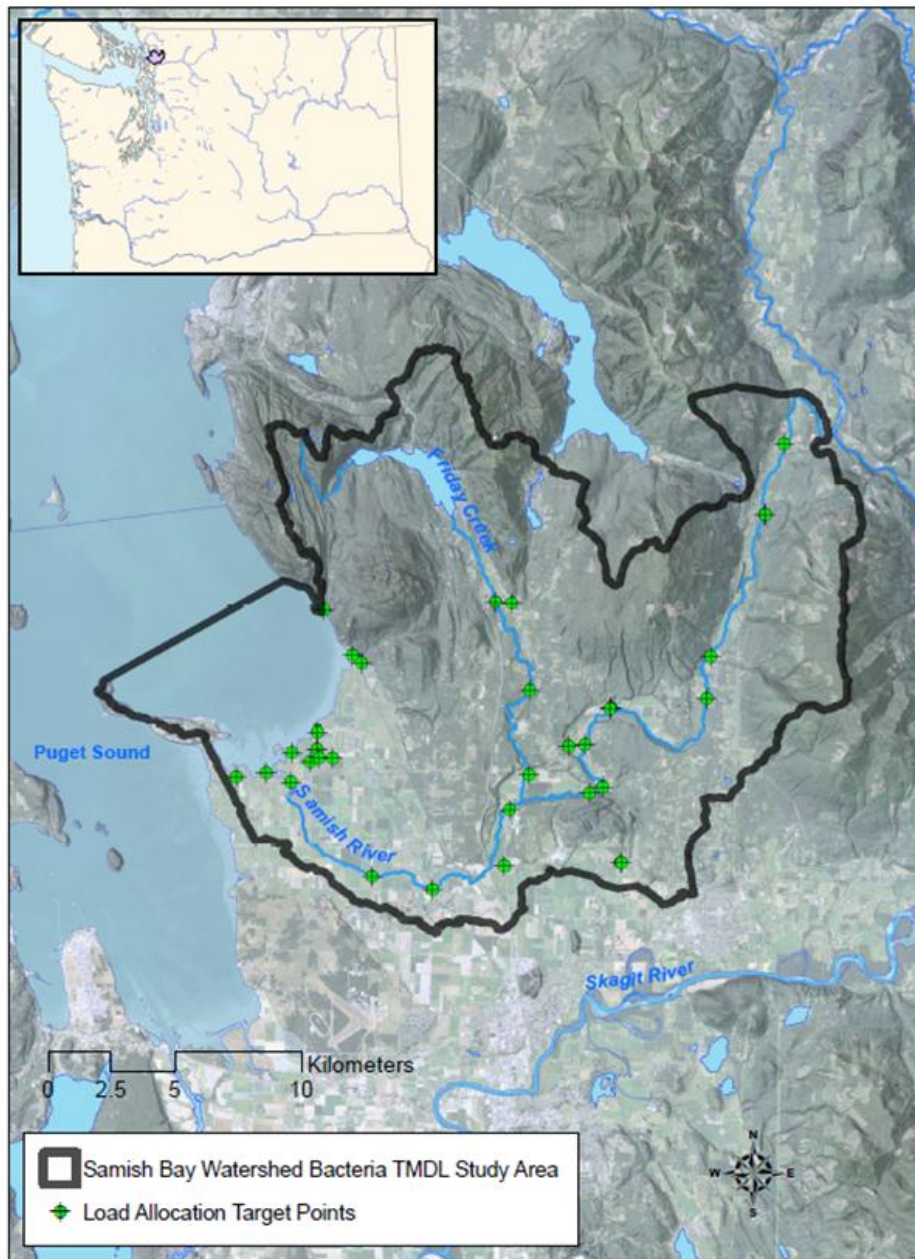 Friday Creek
Puget Sound
Samish River
Skagit River
Kilometers
0 2.5 5 10
N
W E
S
Samish Bay Watershed Bacteria TMDL Study Area
Load Allocation Target Points